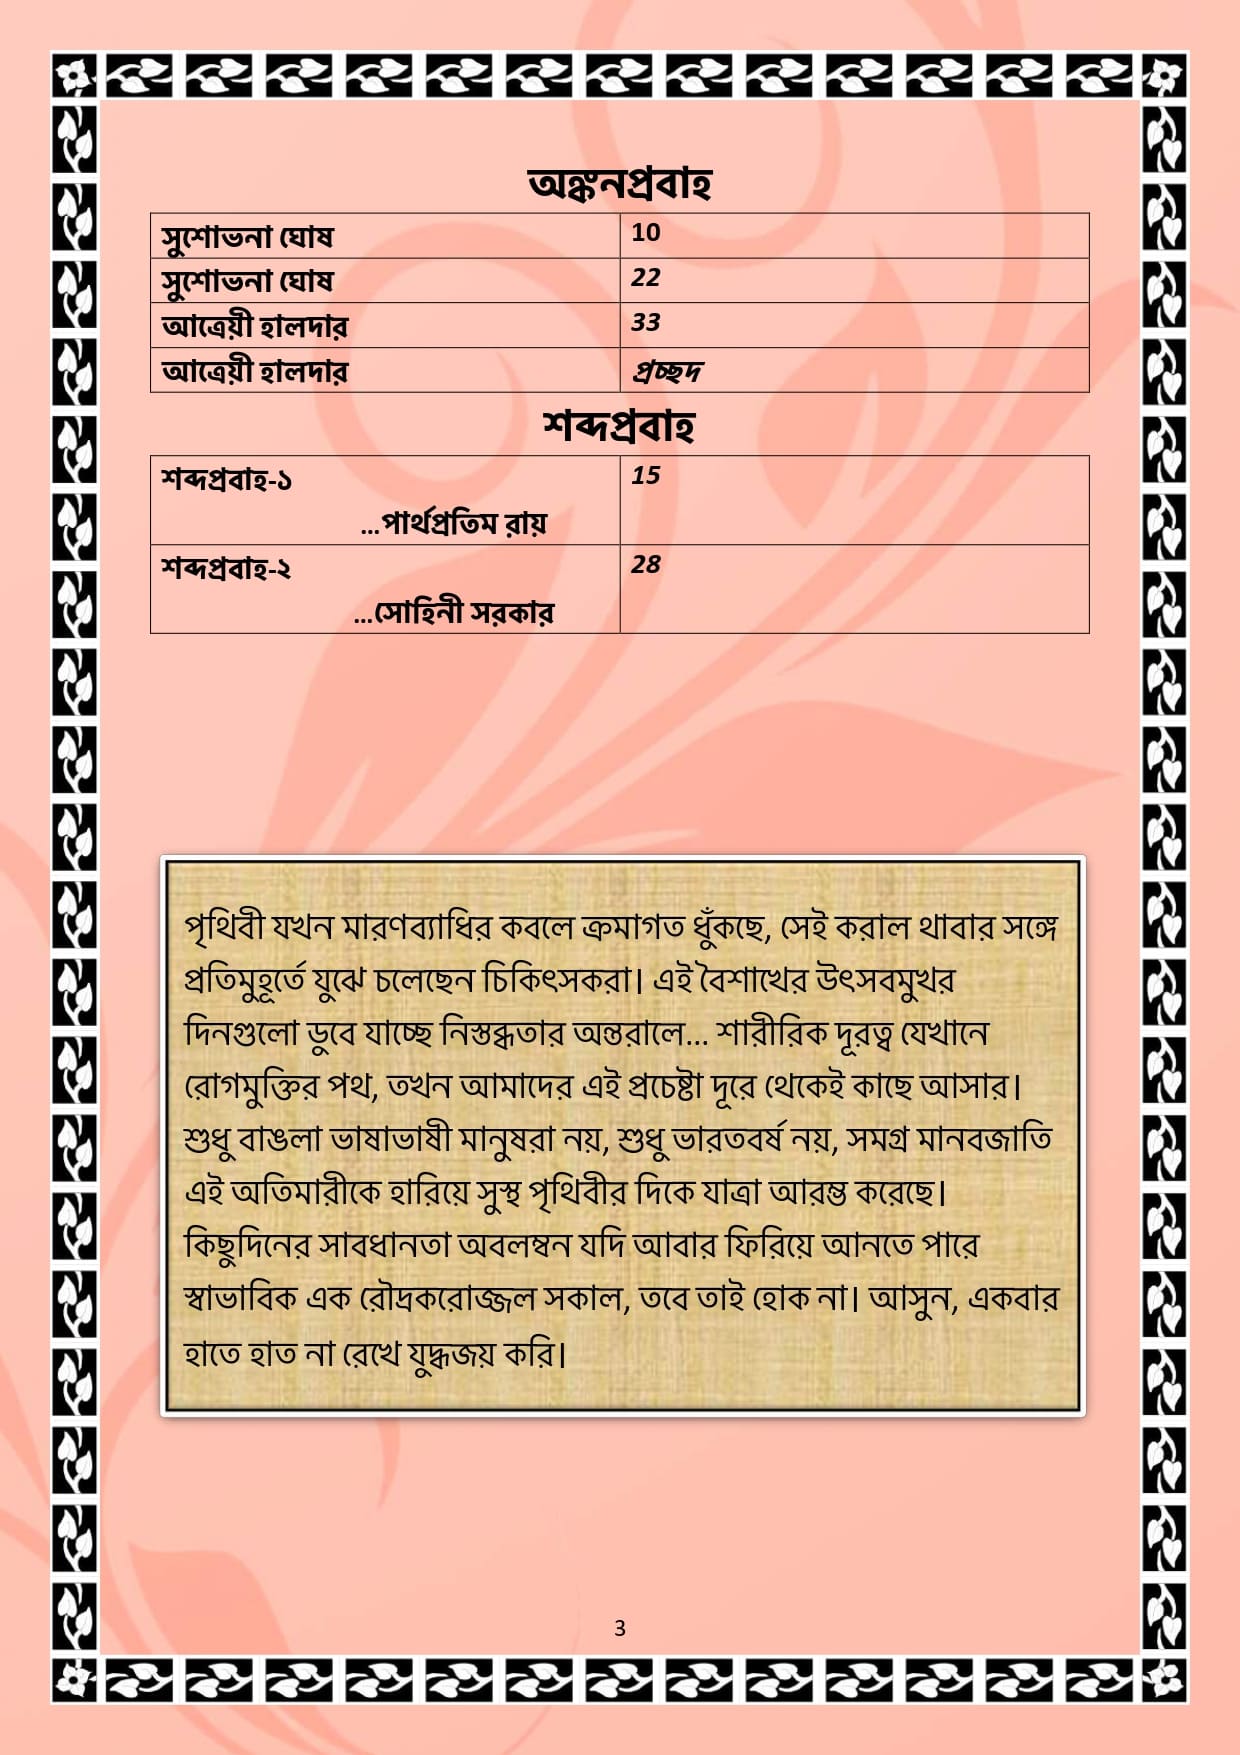 অঙ্কনপ্রবাহ
সুশোভনা ঘোষ 10
সুশোভনা ঘোষ 22
আত্রেয়ী হালদার 33
আত্রেয়ী হালদার প্রচ্ছদ
শব্দপ্রবাহ
শব্দপ্রবাহ-১ 15
...পার্থপ্রতিম রায়
শব্দপ্রবাহ-২ 28
...সোহিনী সরকার
পৃথিবী যখন মারণব্যাধির কবলে ক্রমাগত ধুঁকছে, সেই করাল থাবার সঙ্গে
প্রতিমুহূর্তে যুঝে চলেছেন চিকিৎসকরা। এই বৈশাখের উৎসবমুখর
দিনগুলো ডুবে যাচ্ছে নিস্তব্ধতার অন্তরালে... শারীরিক দূরত্ব যেখানে
রোগমুক্তির পথ, তখন আমাদের এই প্রচেষ্টা দূরে থেকেই কাছে আসার।
শুধু বাঙলা ভাষাভাষী মানুষরা নয়, শুধু ভারতবর্ষ নয়, সমগ্র মানবজাতি
এই অতিমারীকে হারিয়ে সুস্থ পৃথিবীর দিকে যাত্রা আরম্ভ করেছে।
কিছুদিনের সাবধানতা অবলম্বন যদি আবার ফিরিয়ে আনতে পারে
স্বাভাবিক এক রৌদ্রকরোজ্জল সকাল, তবে তাই হোক না। আসুন, একবার
হাতে হাত না রেখে যুদ্ধজয় করি।
3